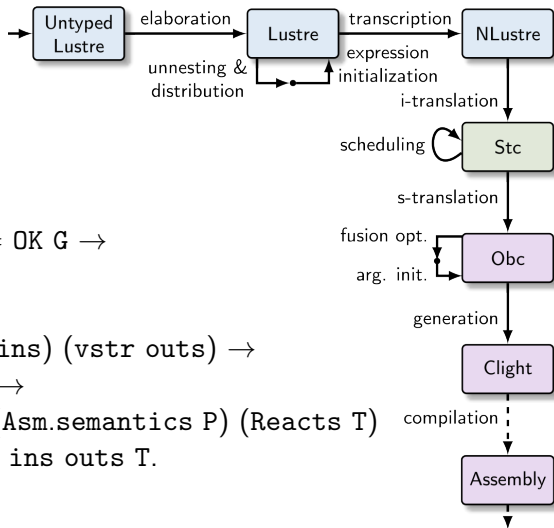 Untyped
Lustre
elaboration
Lustre
transcription
NLustre
unnesting &
distribution
expression
initialization
i-translation
scheduling
Stc
s-translation
OK G →
fusion opt.
arg. init.
Obc
generation
ins) (vstr outs) →
→
Clight
Asm.semantics P) (Reacts T)
compilation
ins outs T.
Assembly